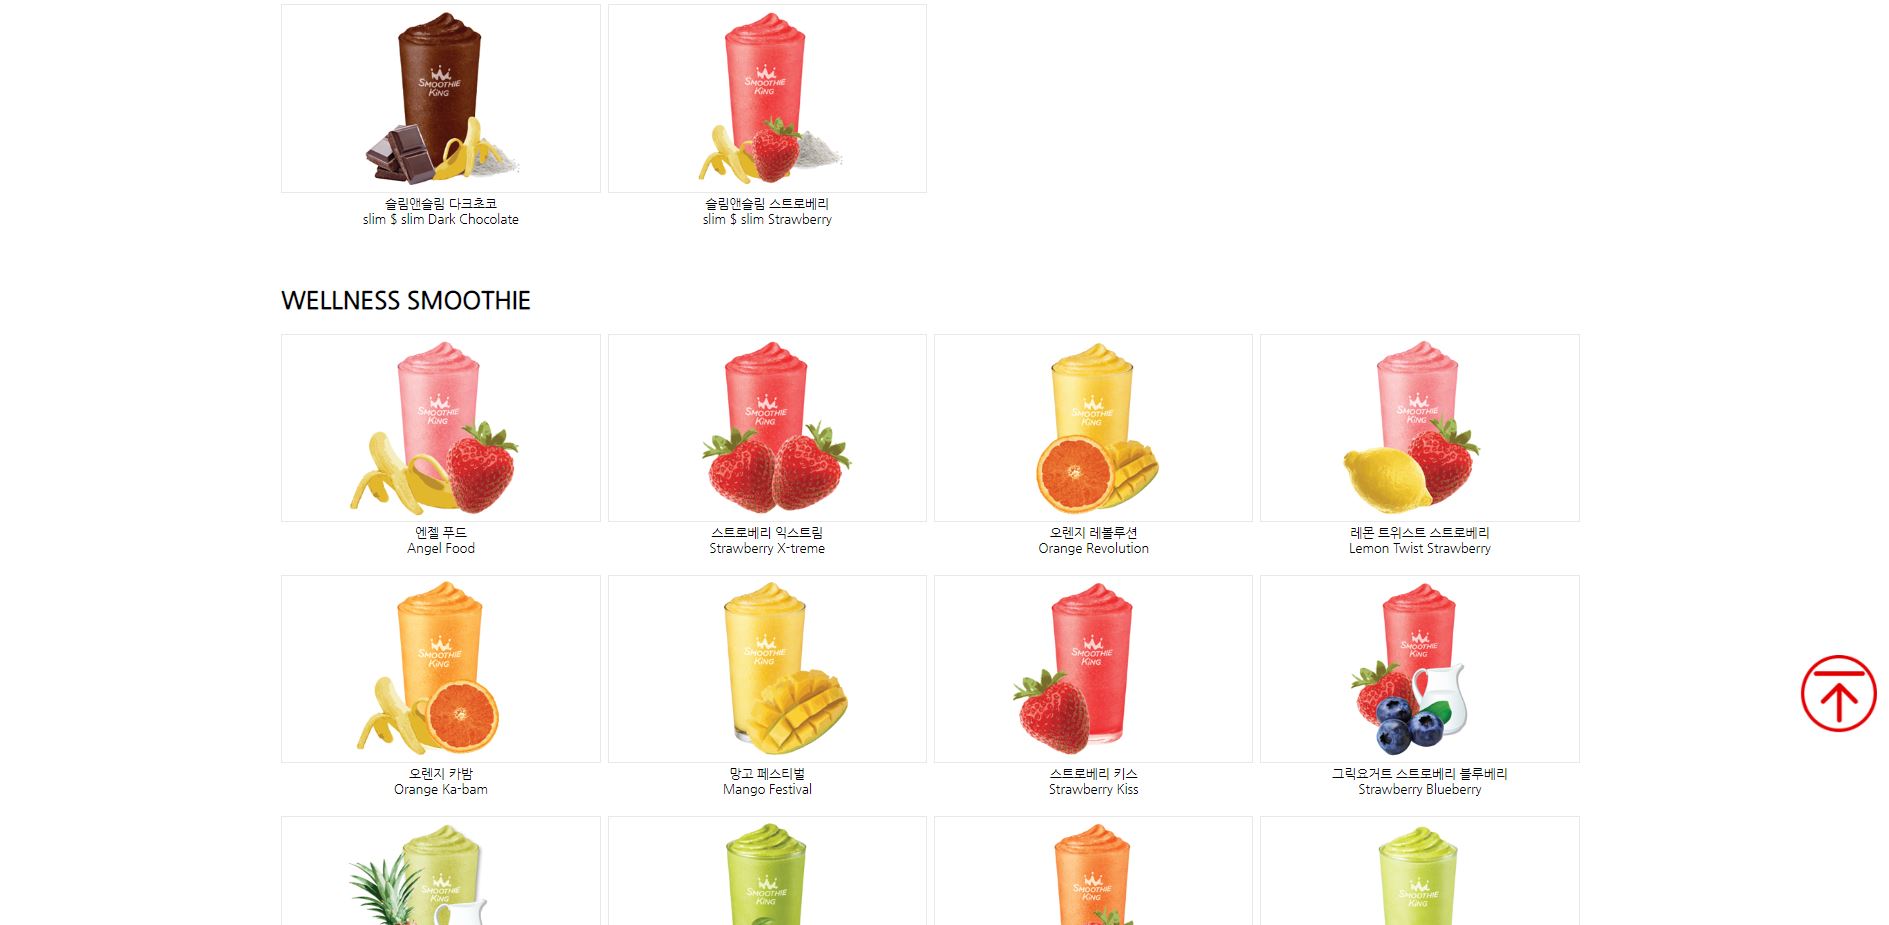 SMOOTHIE
KING
SMOOTHIE
KING
슬림앤슬림 다크초코
slim $ slim Dark Chocolate
슬림앤슬림 스트로베리
slim $ slim Strawberry
WELLNESS SMOOTHIE
SMOOTHIE
KING
SMOOTHIE
KING
SMOOTHIE
KING
SMOOTHIE
KING
엔젤 푸드
Angel Food
스트로베리 익스트림
Strawberry X-treme
오렌지 레볼루션
Orange Revolution
레몬 트위스트 스트로베리
Lemon Twist Strawberry
SMOOTHIE
KING
SMOOTHIE
KING
SMOOTHIE
KING
SMOOTHIE
KING
오렌지 카밤
Orange Ka-bam
망고 페스티벌
Mango Festival
스트로베리 키스
Strawberry Kiss
그릭요거트 스트로베리 블루베리
Strawberry Blueberry
SMOOTHIE
KING
SMOOTHIE
KING
SMOOTHIE
KING
SMOOTHIE
KING